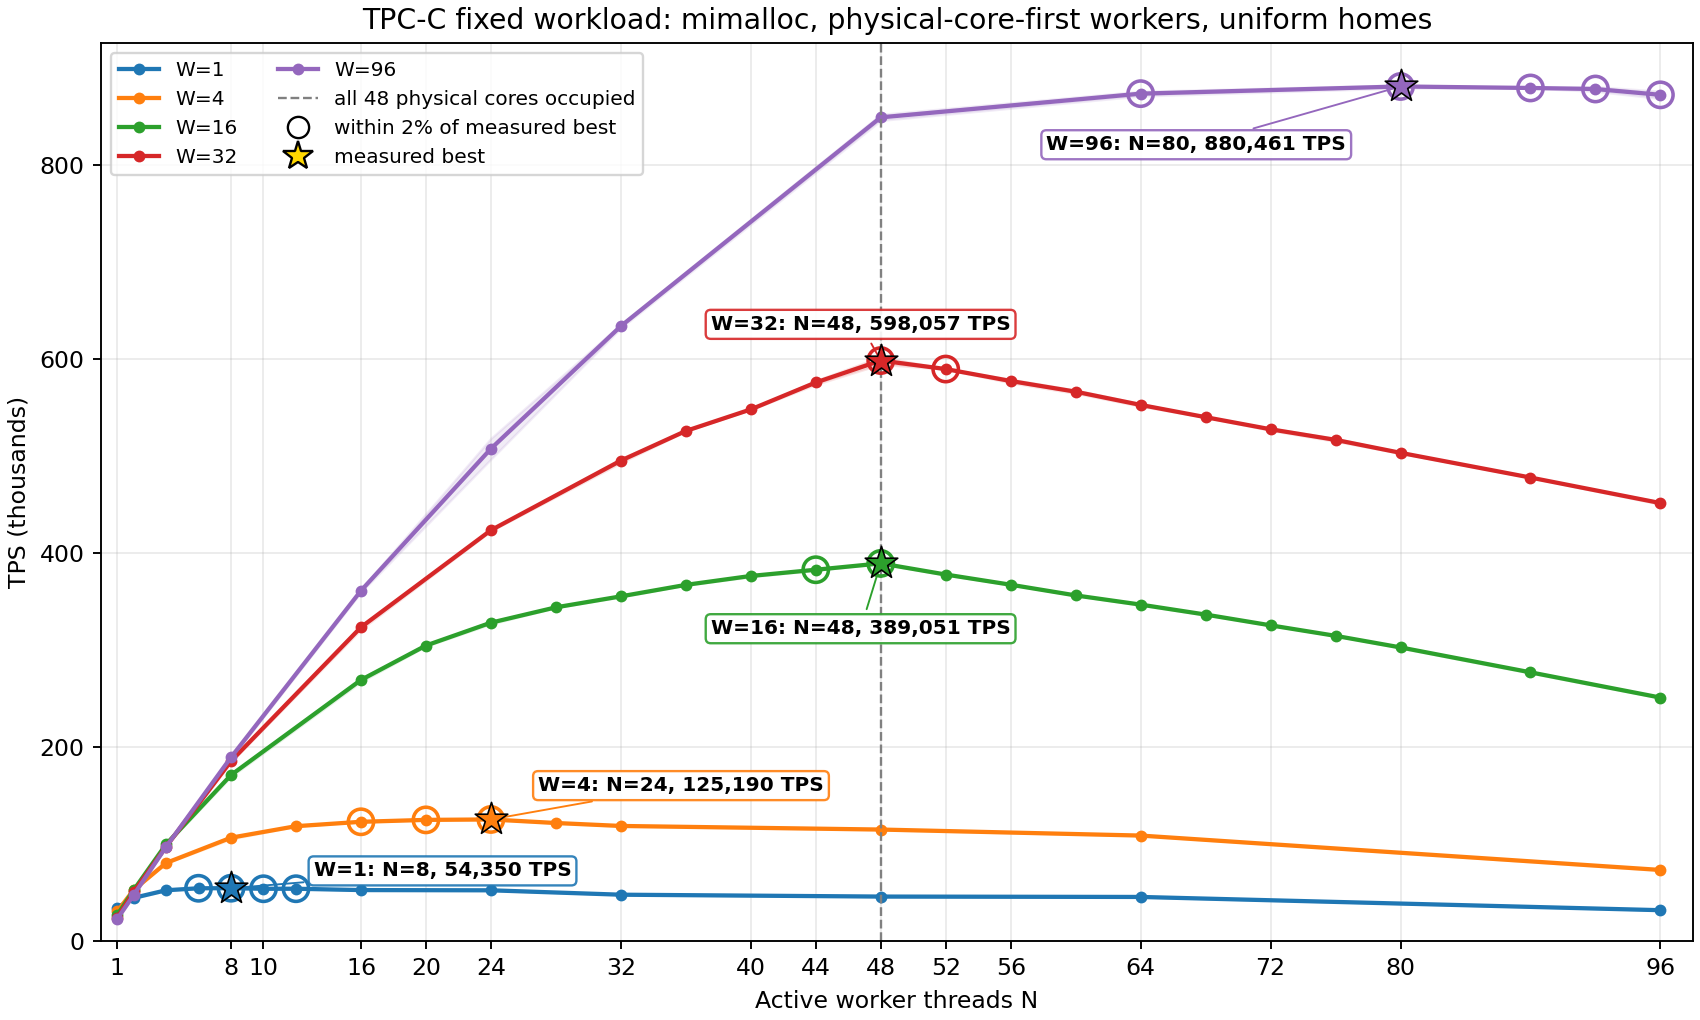 TPC-C fixed workload: mimalloc, physical-core-first workers, uniform homes
W=1
W=4
W=16
W=32
W=96
all 48 physical cores occupied
within 2% of measured best
measured best
W=96: N=80, 880,461 TPS
W=32: N=48, 598,057 TPS
W=16: N=48, 389,051 TPS
W=4: N=24, 125,190 TPS
W=1: N=8, 54,350 TPS
TPS (thousands)
800
600
400
200
0
1 8 10 16 20 24 32 40 44 48 52 56 64 72 80 96
Active worker threads N